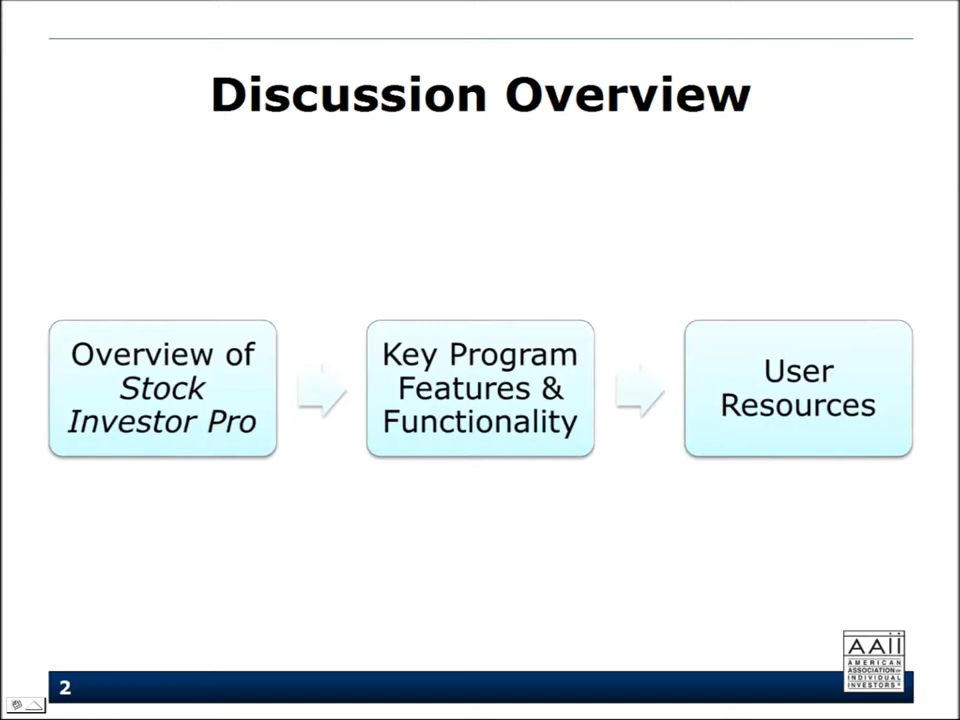 Discussion Overview
Overview of
Stock
Investor Pro
Key Program
Features &
Functionality
User
Resources
2
AAII
AMERICAN
ASSOCIATION OF
INDIVIDUAL
INVESTORS®